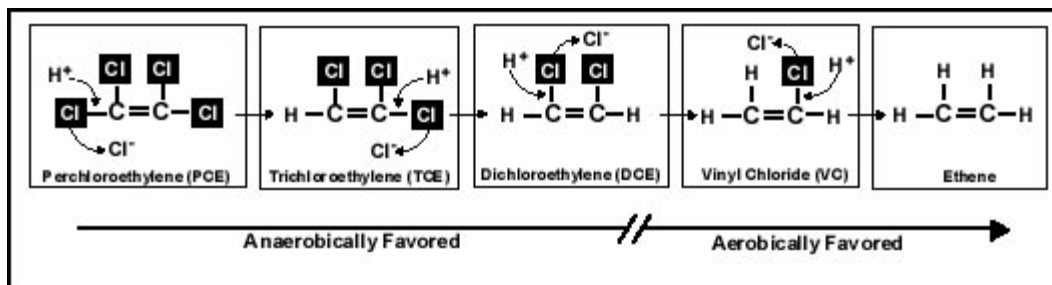 Cl Cl
H+
Cl C=C Cl
Cl-
Perchloroethylene (PCE)
Cl Cl
H+
H C=C Cl
Cl-
Trichloroethylene (TCE)
Cl-
H+ Cl Cl
H C=C H
Dichloroethylene (DCE)
Cl-
H Cl H+
H C=C H
Vinyl Chloride (VC)
H H
H C=C H
Ethene
Anaerobically Favored
Aerobically Favored